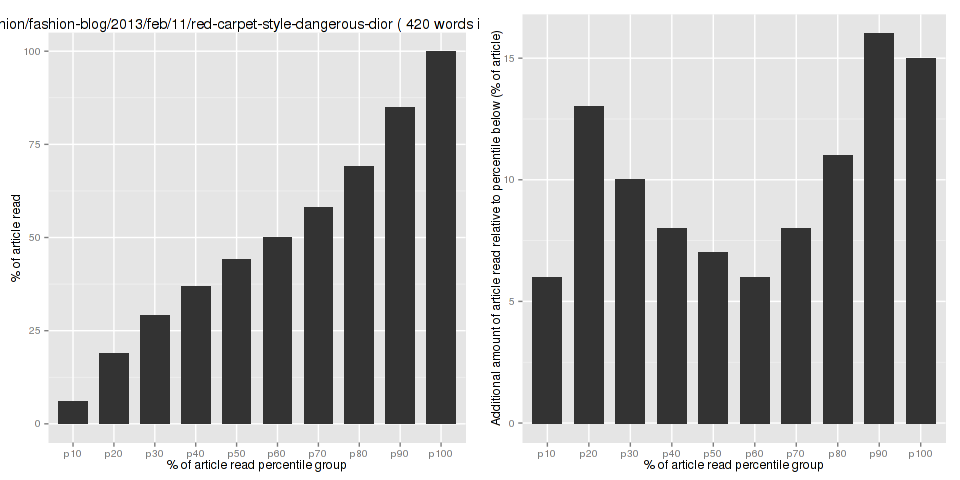 nion/fashion-blog/2013/feb/11/red-carpet-style-dangerous-dior ( 420 words i
% of article read
100
75
50
25
0
p10 p20 p30 p40 p50 p60 p70 p80 p90 p100
% of article read percentile group
Additional amount of article read relative to percentile below (% of article)
15
10
5
0
p10 p20 p30 p40 p50 p60 p70 p80 p90 p100
% of article read percentile group